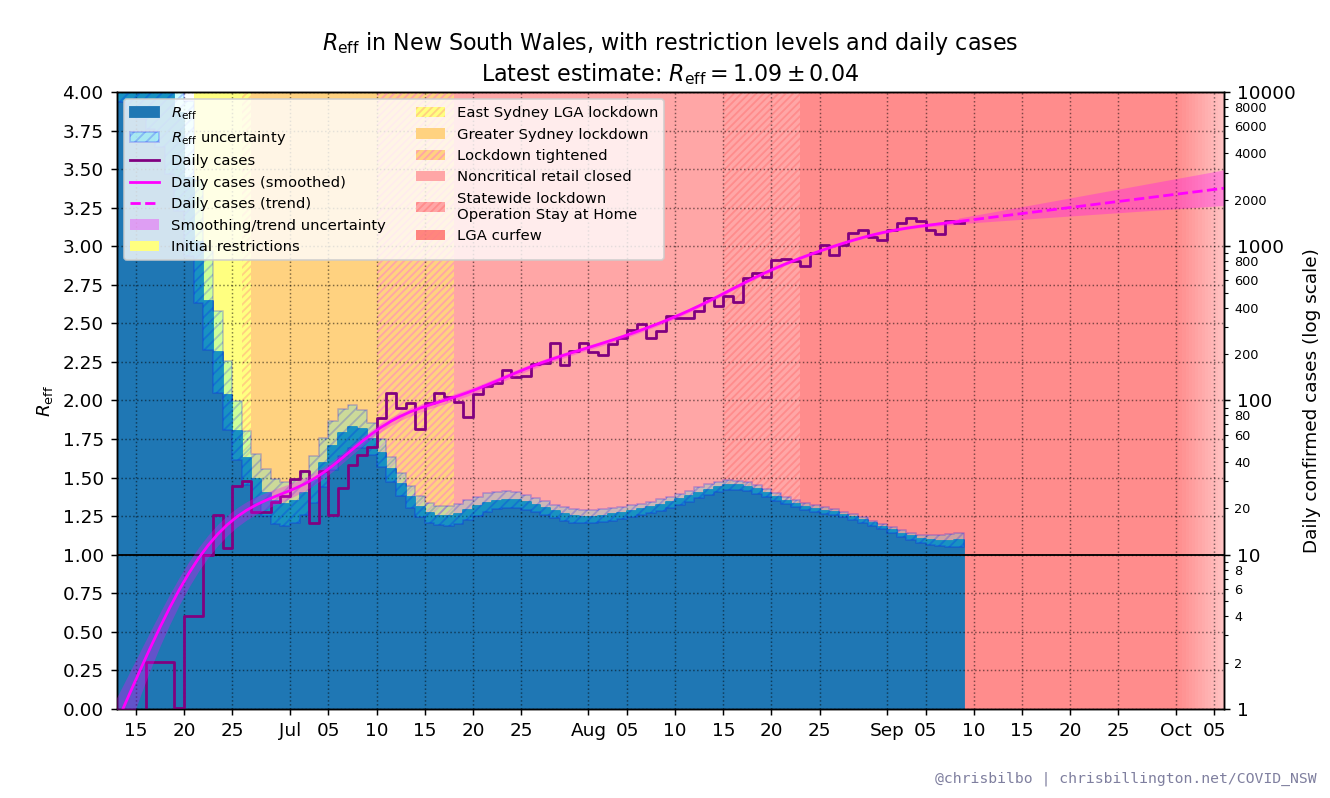 R_eff in New South Wales, with restriction levels and daily cases
Latest estimate: R_eff = 1.09 ± 0.04
R_eff
R_eff uncertainty
Daily cases
Daily cases (smoothed)
Daily cases (trend)
Smoothing/trend uncertainty
Initial restrictions
East Sydney LGA lockdown
Greater Sydney lockdown
Lockdown tightened
Noncritical retail closed
Statewide lockdown
Operation Stay at Home
LGA curfew
4.00
3.75
3.50
3.25
3.00
2.75
2.50
2.25
2.00
1.75
1.50
1.25
1.00
0.75
0.50
0.25
0.00
R_eff
10000
8000
6000
4000
2000
1000
800
600
400
200
100
80
60
40
20
10
8
6
4
2
1
Daily confirmed cases (log scale)
15 20 25 Jul 05 10 15 20 25 Aug 05 10 15 20 25 Sep 05 10 15 20 25 Oct 05
@chrisbilbo | chrisbillington.net/COVID_NSW